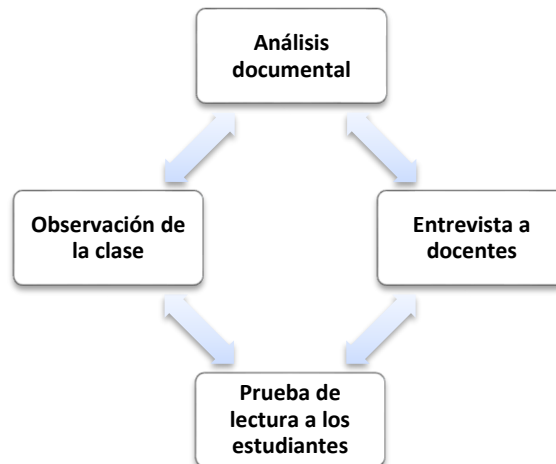 Análisis
documental
Observación de
la clase
Entrevista a
docentes
Prueba de
lectura a los
estudiantes